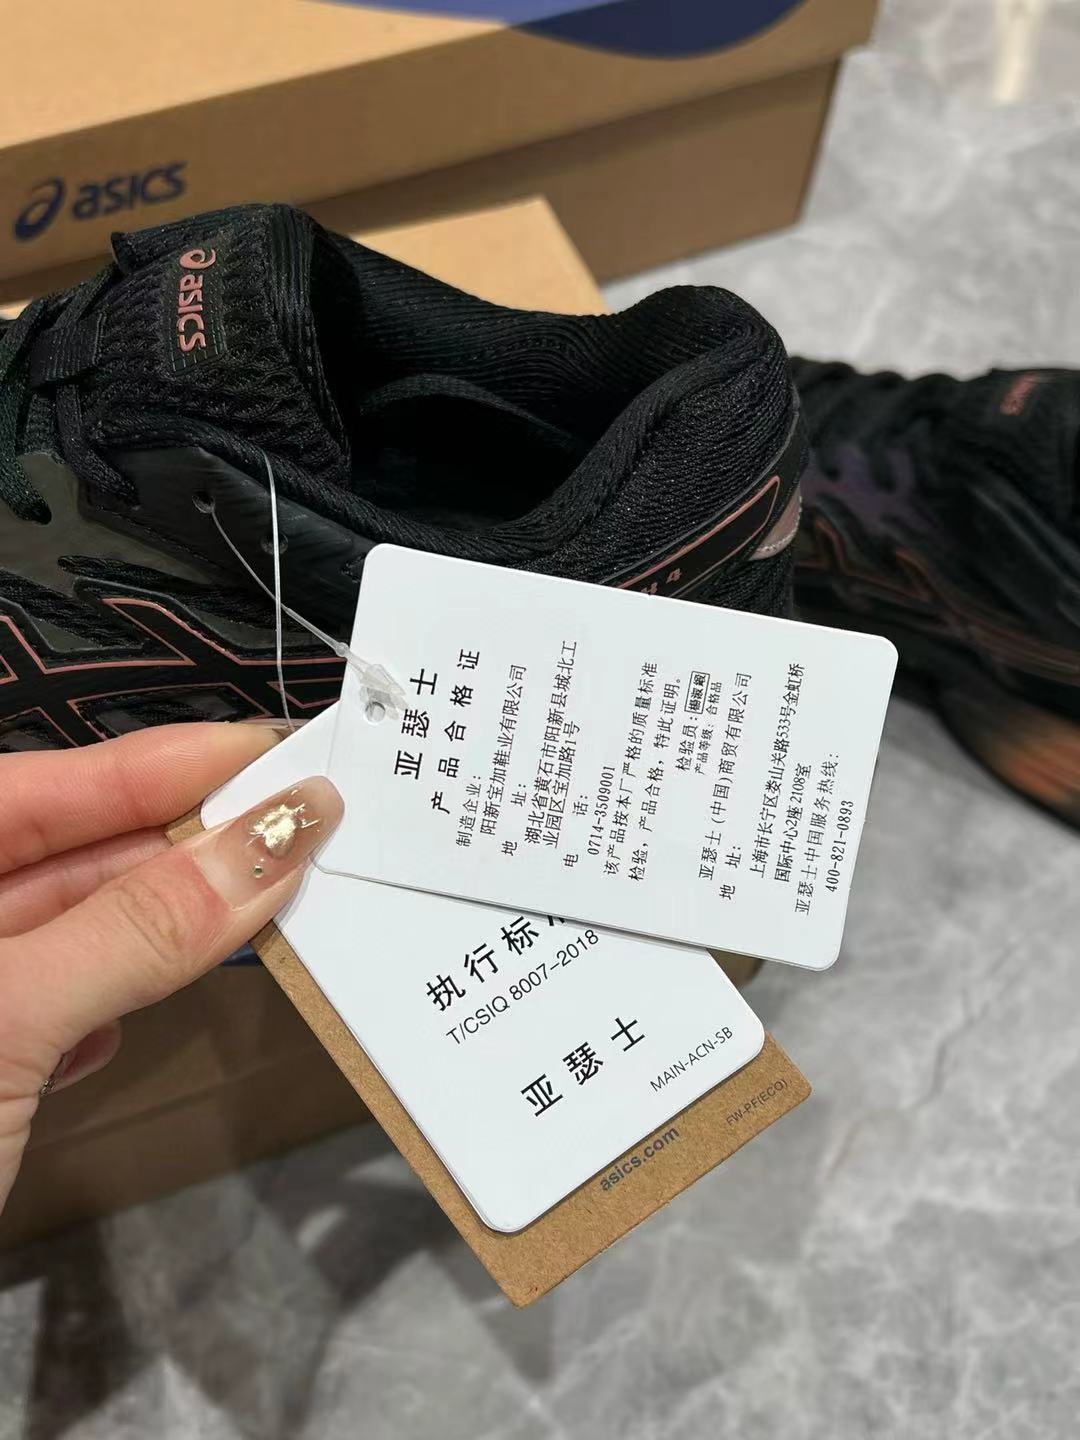 asics
asics
亚瑟士
产品合格证
制造企业：
阳新宝加鞋业有限公司
地 址：
湖北省黄石市阳新县城北工
业园区宝加路1号
电 话：
0714-3509001
该产品按本厂严格的质量标准
检验，产品合格，特此证明。
检验员：
产品等级：合格品
亚瑟士（中国）商贸有限公司
地 址：
上海市长宁区娄山关路533号金虹桥
国际中心2座2108室
亚瑟士中国服务热线：
400-821-0893
执行标
T/CSIQ 8007-2018
亚瑟士
MAIN-ACN-SB
asics.com
FW-PF(ECO)